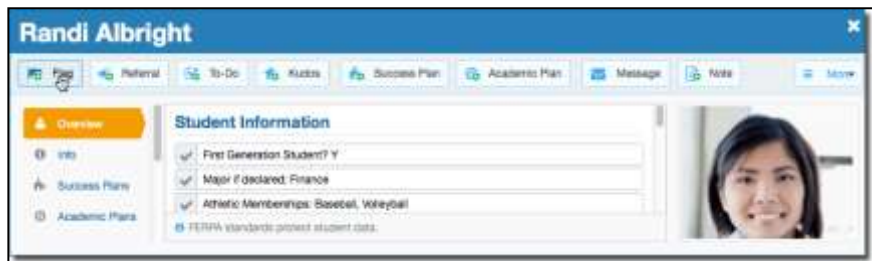 Randi Albright
Flag Referral To-Do Kudos Success Plan Academic Plan Message Note More
Overview
Info
Success Plans
Academic Plans
Student Information
First Generation Student? Y
Major if declared: Finance
Athletic Memberships: Baseball, Volleyball
FERPA standards protect student data.